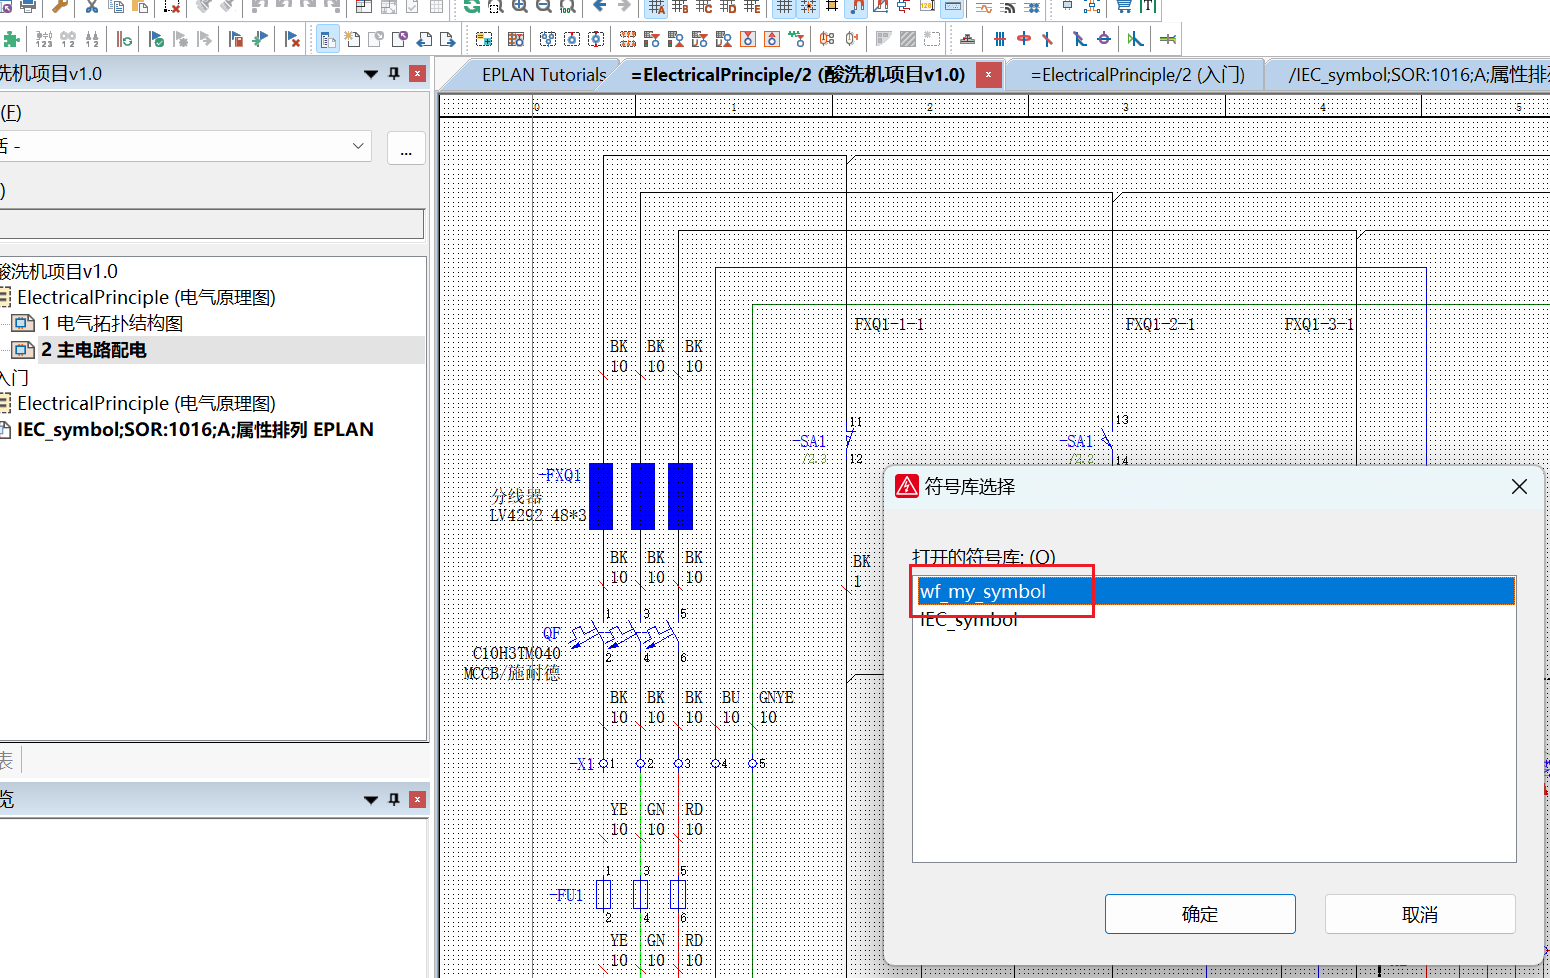 洗机项目v1.0
EPLAN Tutorials
=ElectricalPrinciple/2 (酸洗机项目v1.0)
=ElectricalPrinciple/2 (入门)
/IEC_symbol;SOR:1016;A;属性排列
(F)
活 -
...
)
酸洗机项目v1.0
ElectricalPrinciple (电气原理图)
1 电气拓扑结构图
2 主电路配电
入门
ElectricalPrinciple (电气原理图)
IEC_symbol;SOR:1016;A;属性排列 EPLAN
表
览
0 1 2 3 4 5
FXQ1-1-1
FXQ1-2-1
FXQ1-3-1
BK BK BK
10 10 10
11
-SA1
/2.3
12
13
-SA1
/2.2
14
-FXQ1
分线器
LV4292 48*3
BK BK BK
10 10 10
BK
1
1 3 5
QF
C10H3TM040
MCCB/施耐德
2 4 6
BK BK BK BU GNYE
10 10 10 10 10
-X1 1 2 3 4 5
YE GN RD
10 10 10
1 3 5
-FU1
2 4 6
YE GN RD
10 10 10
符号库选择
打开的符号库: (O)
wf_my_symbol
IEC_symbol
确定
取消